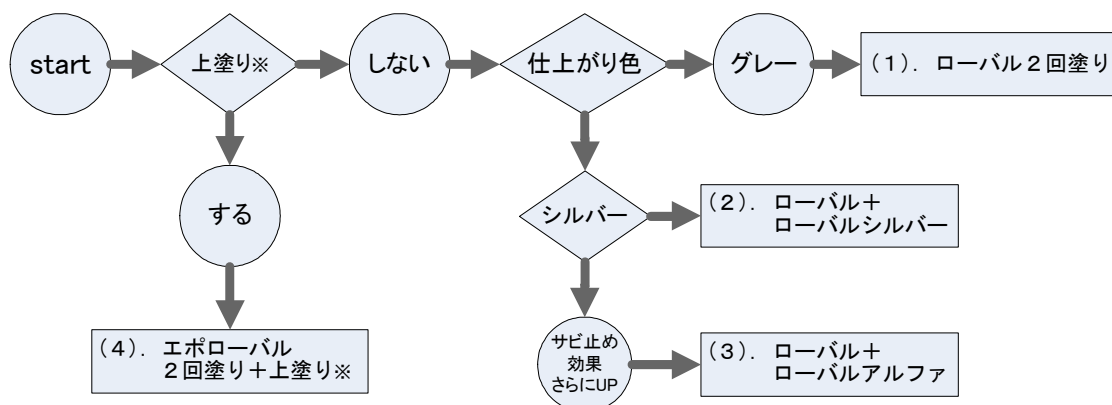 start
上塗り※
しない
仕上がり色
グレー
（１）．ローバル２回塗り
する
シルバー
（２）．ローバル＋
ローバルシルバー
（４）．エポローバル
２回塗り＋上塗り※
サビ止め
効果
さらにUP
（３）．ローバル＋
ローバルアルファ